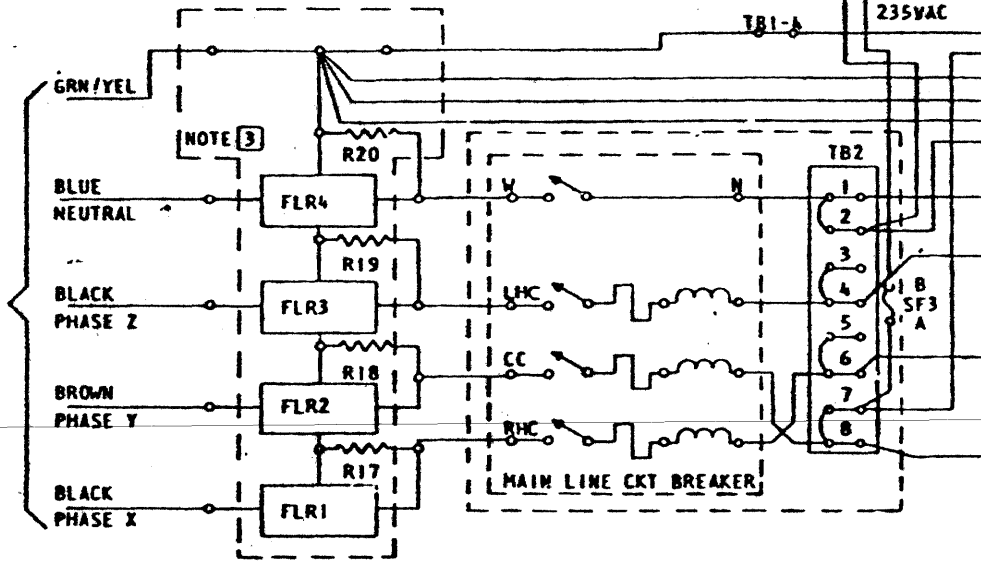 235VAC
TB1-A
GRN/YEL
NOTE 3
R20
TB2
BLUE
NEUTRAL
FLR4
W
N
1
2
R19
3
BLACK
PHASE Z
FLR3
LHC
4
B
SF3
A
5
R18
CC
6
BROWN
PHASE Y
FLR2
7
RHC
8
R17
MAIN LINE CKT BREAKER
BLACK
PHASE X
FLR1